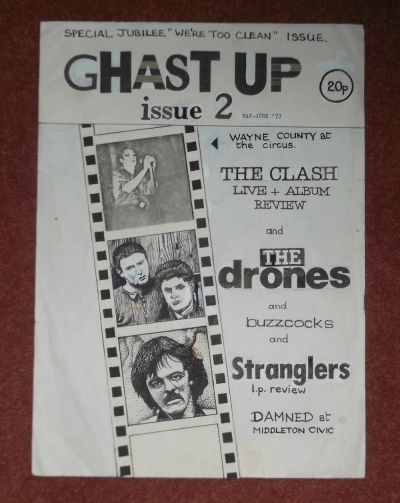 SPECIAL JUBILEE "WE'RE TOO CLEAN". ISSUE.
GHAST UP
20p
issue 2 MAY-JUNE '77
WAYNE COUNTY at
the circus.
THE CLASH
LIVE + ALBUM
REVIEW
and
THE
drones
and
buzzcocks
and
Stranglers
l.p. review
DAMNED at
MIDDLETON CIVIC